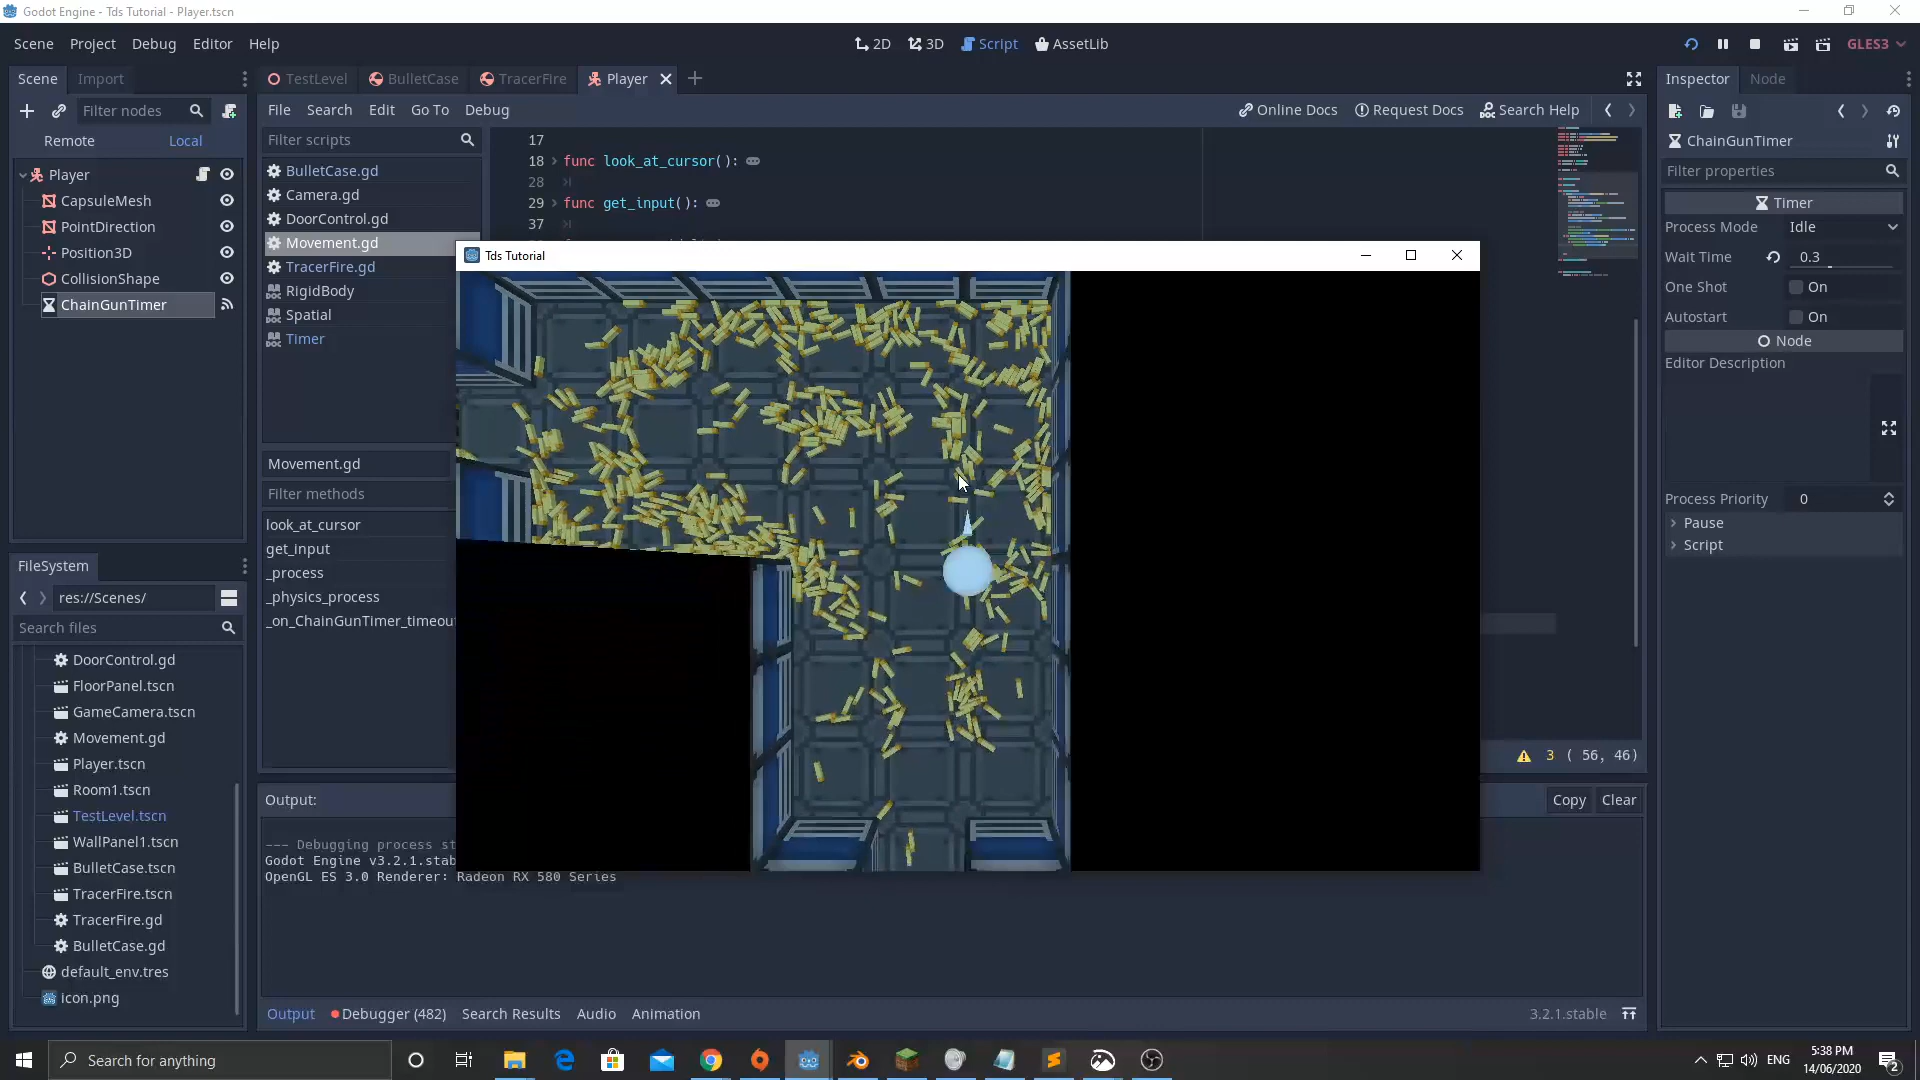 Godot Engine - Tds Tutorial - Player.tscn
Scene Project Debug Editor Help
2D 3D Script AssetLib
GLES3
Scene Import
TestLevel BulletCase TracerFire Player
Inspector Node
Filter nodes
File Search Edit Go To Debug
Online Docs Request Docs Search Help
Remote Local
Filter scripts
Player
CapsuleMesh
PointDirection
Position3D
CollisionShape
ChainGunTimer
BulletCase.gd
Camera.gd
DoorControl.gd
Movement.gd
TracerFire.gd
RigidBody
Spatial
Timer
Movement.gd
Filter methods
look_at_cursor
get_input
_process
_physics_process
_on_ChainGunTimer_timeou
17
18 func look_at_cursor():
28
29 func get_input():
37
Tds Tutorial
3 ( 56, 46)
ChainGunTimer
Filter properties
Timer
Process Mode Idle
Wait Time 0.3
One Shot On
Autostart On
Node
Editor Description
Process Priority 0
Pause
Script
FileSystem
res://Scenes/
Search files
DoorControl.gd
FloorPanel.tscn
GameCamera.tscn
Movement.gd
Player.tscn
Room1.tscn
TestLevel.tscn
WallPanel1.tscn
BulletCase.tscn
TracerFire.tscn
TracerFire.gd
BulletCase.gd
default_env.tres
icon.png
Output:
Copy Clear
--- Debugging process st
Godot Engine v3.2.1.stab
OpenGL ES 3.0 Renderer: Radeon RX 580 Series
Output Debugger (482) Search Results Audio Animation
3.2.1.stable
Search for anything
ENG
5:38 PM
14/06/2020
2